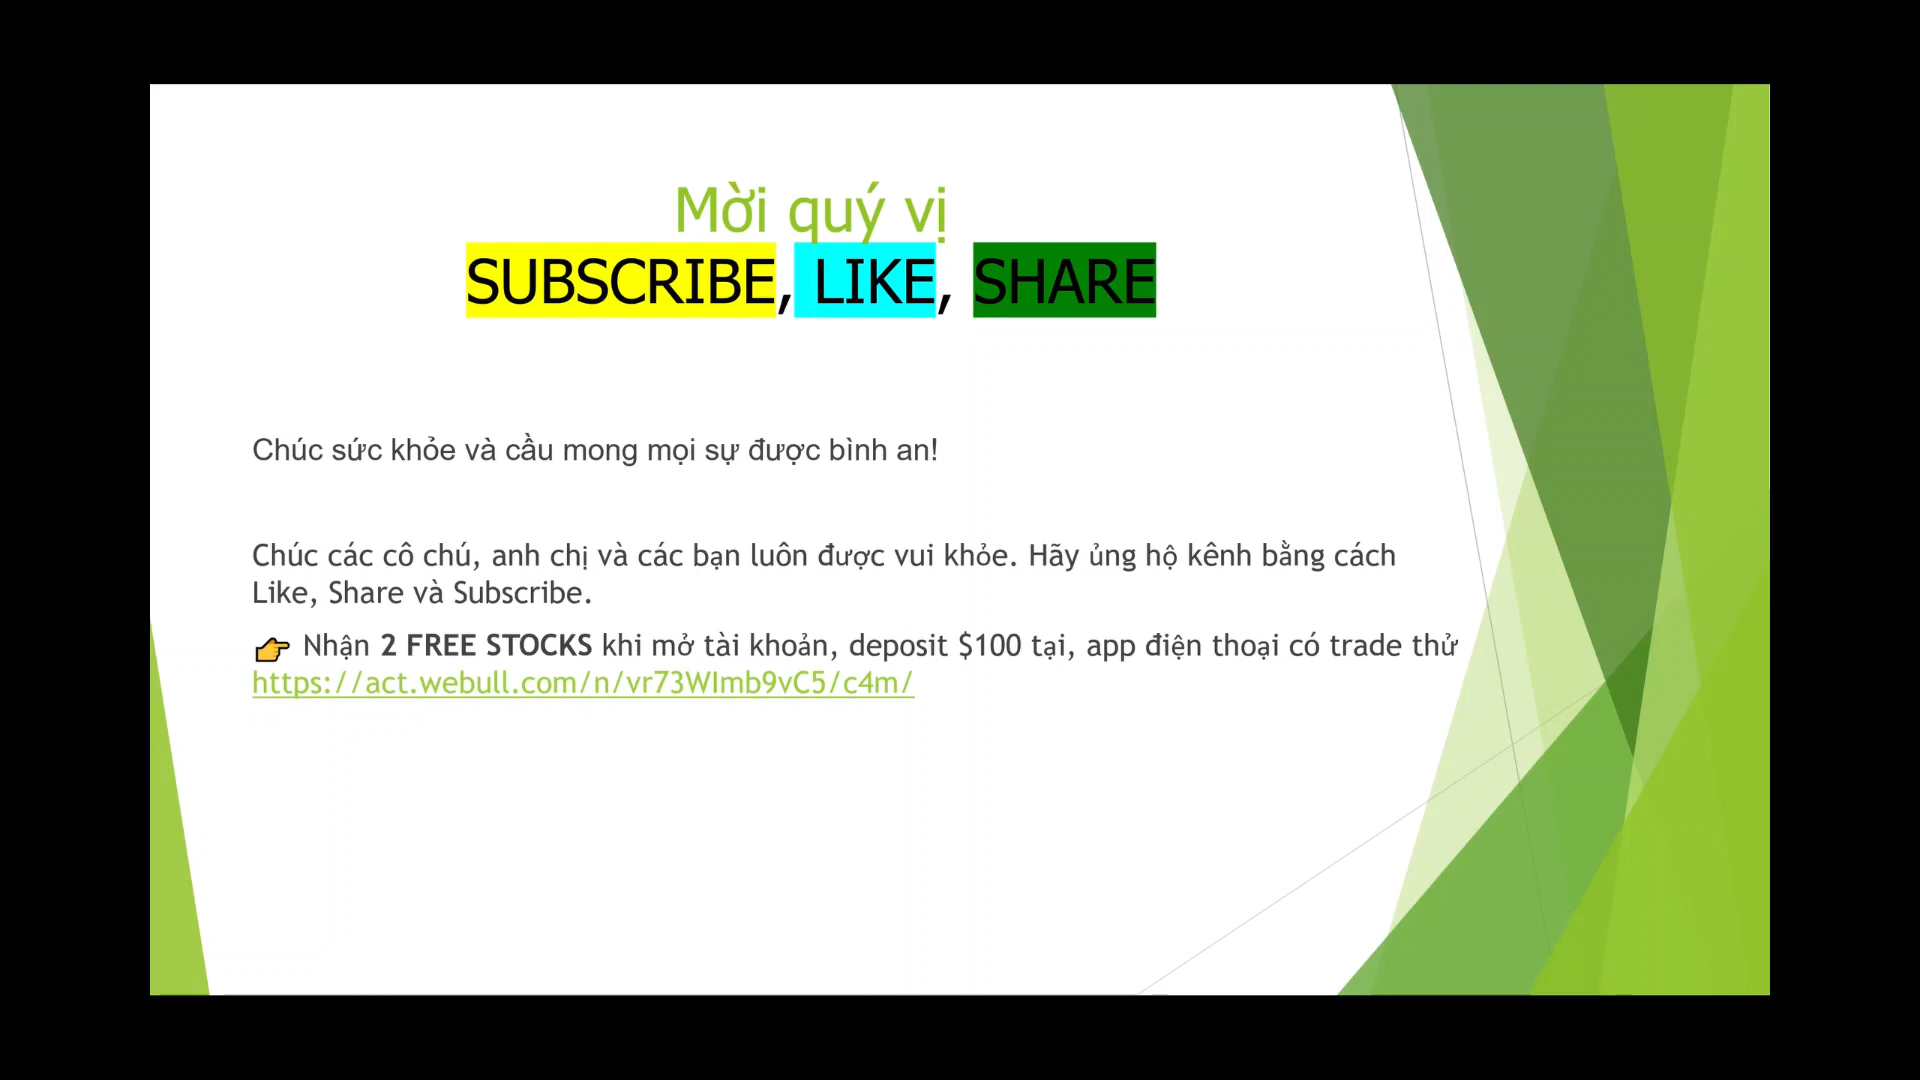 Mời quý vị
SUBSCRIBE, LIKE, SHARE
Chúc sức khỏe và cầu mong mọi sự được bình an!
Chúc các cô chú, anh chị và các bạn luôn được vui khỏe. Hãy ủng hộ kênh bằng cách
Like, Share và Subscribe.
👉 Nhận 2 FREE STOCKS khi mở tài khoản, deposit $100 tại, app điện thoại có trade thử
https://act.webull.com/n/vr73WImb9vC5/c4m/